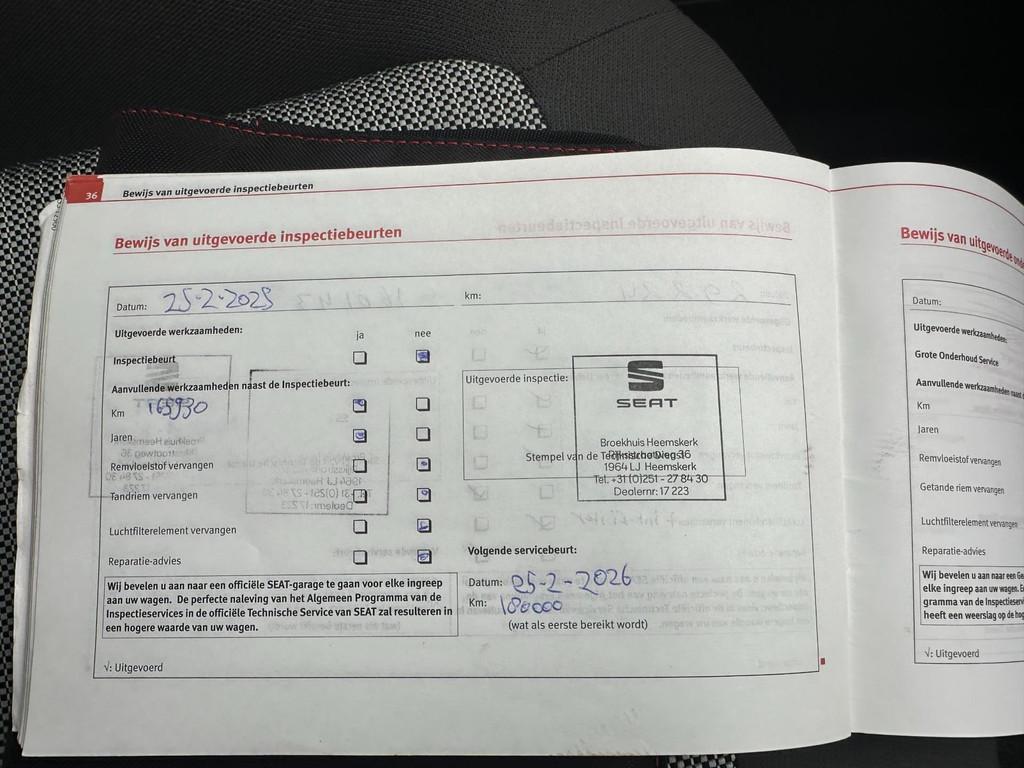 36
Bewijs van uitgevoerde inspectiebeurten
Bewijs van uitgevoerde inspectiebeurten
Datum: 25-2-2025
km:
Uitgevoerde werkzaamheden:
ja
nee
Inspectiebeurt
Aanvullende werkzaamheden naast de Inspectiebeurt:
Km 165930
Jaren
Remvloeistof vervangen
Tandriem vervangen
Luchtfilterelement vervangen
Reparatie-advies
Wij bevelen u aan naar een officiële SEAT-garage te gaan voor elke ingreep
aan uw wagen. De perfecte naleving van het Algemeen Programma van de
Inspectieservices in de officiële Technische Service van SEAT zal resulteren in
een hogere waarde van uw wagen.
√: Uitgevoerd
Uitgevoerde inspectie:
SEAT
Broekhuis Heemskerk
Stempel van de Technische Dienst
36
1964 LJ Heemskerk
Tel. +31 (0)251 - 27 84 30
Dealernr: 17 223
Volgende servicebeurt:
Datum: 25-2-2026
Km: 180000
(wat als eerste bereikt wordt)
Bewijs van uitgevoerde
Datum:
Uitgevoerde werkzaamheden:
Grote Onderhoud Service
Aanvullende werkzaamheden naast
Km
Jaren
Remvloeistof vervangen
Getande riem vervangen
Luchtfilterelement vervangen
Reparatie-advies
Wij bevelen u aan naar een
elke ingreep aan uw wagen.
gramma van de
heeft een weerslag op de
√: Uitgevoerd